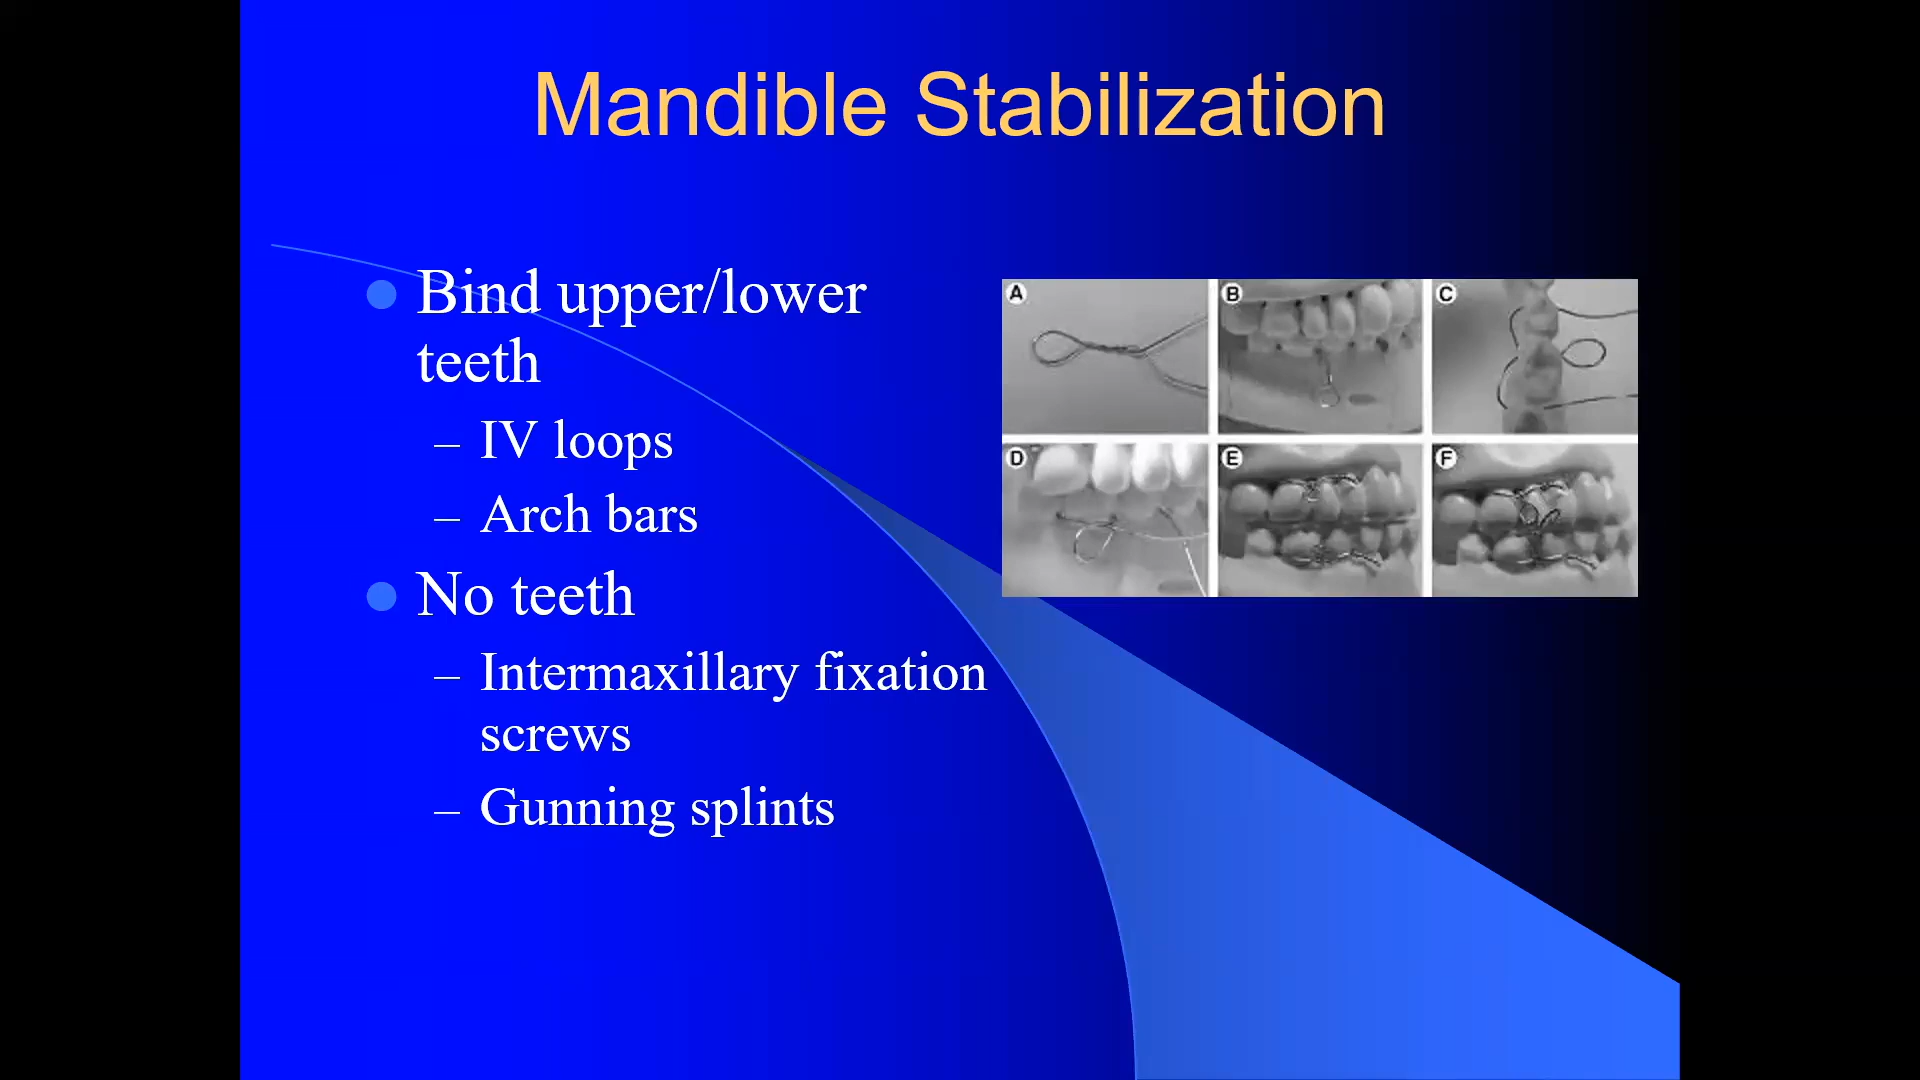 Mandible Stabilization
Bind upper/lower
teeth
– IV loops
– Arch bars
No teeth
– Intermaxillary fixation
screws
– Gunning splints
A
B
C
D
E
F